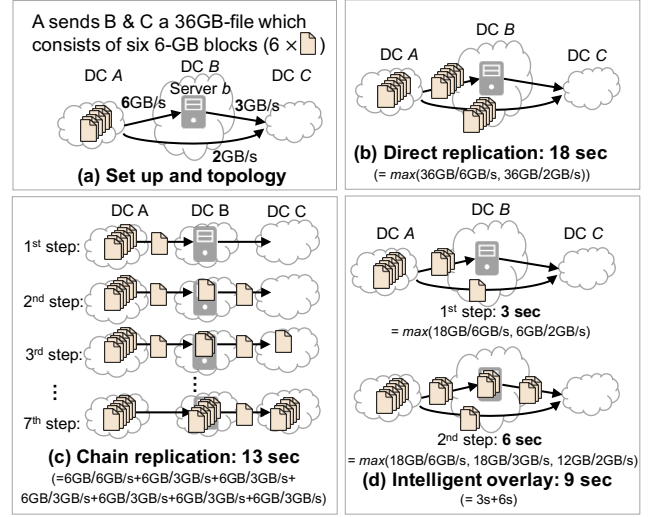 A sends B & C a 36GB-file which
consists of six 6-GB blocks (6 × )
DC A
DC B
DC C
Server b
6GB/s
3GB/s
2GB/s
(a) Set up and topology
DC B
DC A
DC C
(b) Direct replication: 18 sec
(= max(36GB/6GB/s, 36GB/2GB/s))
DC A DC B DC C
1st step:
2nd step:
3rd step:
⋮ ⋮
7th step:
(c) Chain replication: 13 sec
(=6GB/6GB/s+6GB/3GB/s+6GB/3GB/s+
6GB/3GB/s+6GB/3GB/s+6GB/3GB/s+6GB/3GB/s)
DC B
DC A
DC C
1st step: 3 sec
= max(18GB/6GB/s, 6GB/2GB/s)
2nd step: 6 sec
= max(18GB/6GB/s, 18GB/3GB/s, 12GB/2GB/s)
(d) Intelligent overlay: 9 sec
(= 3s+6s)